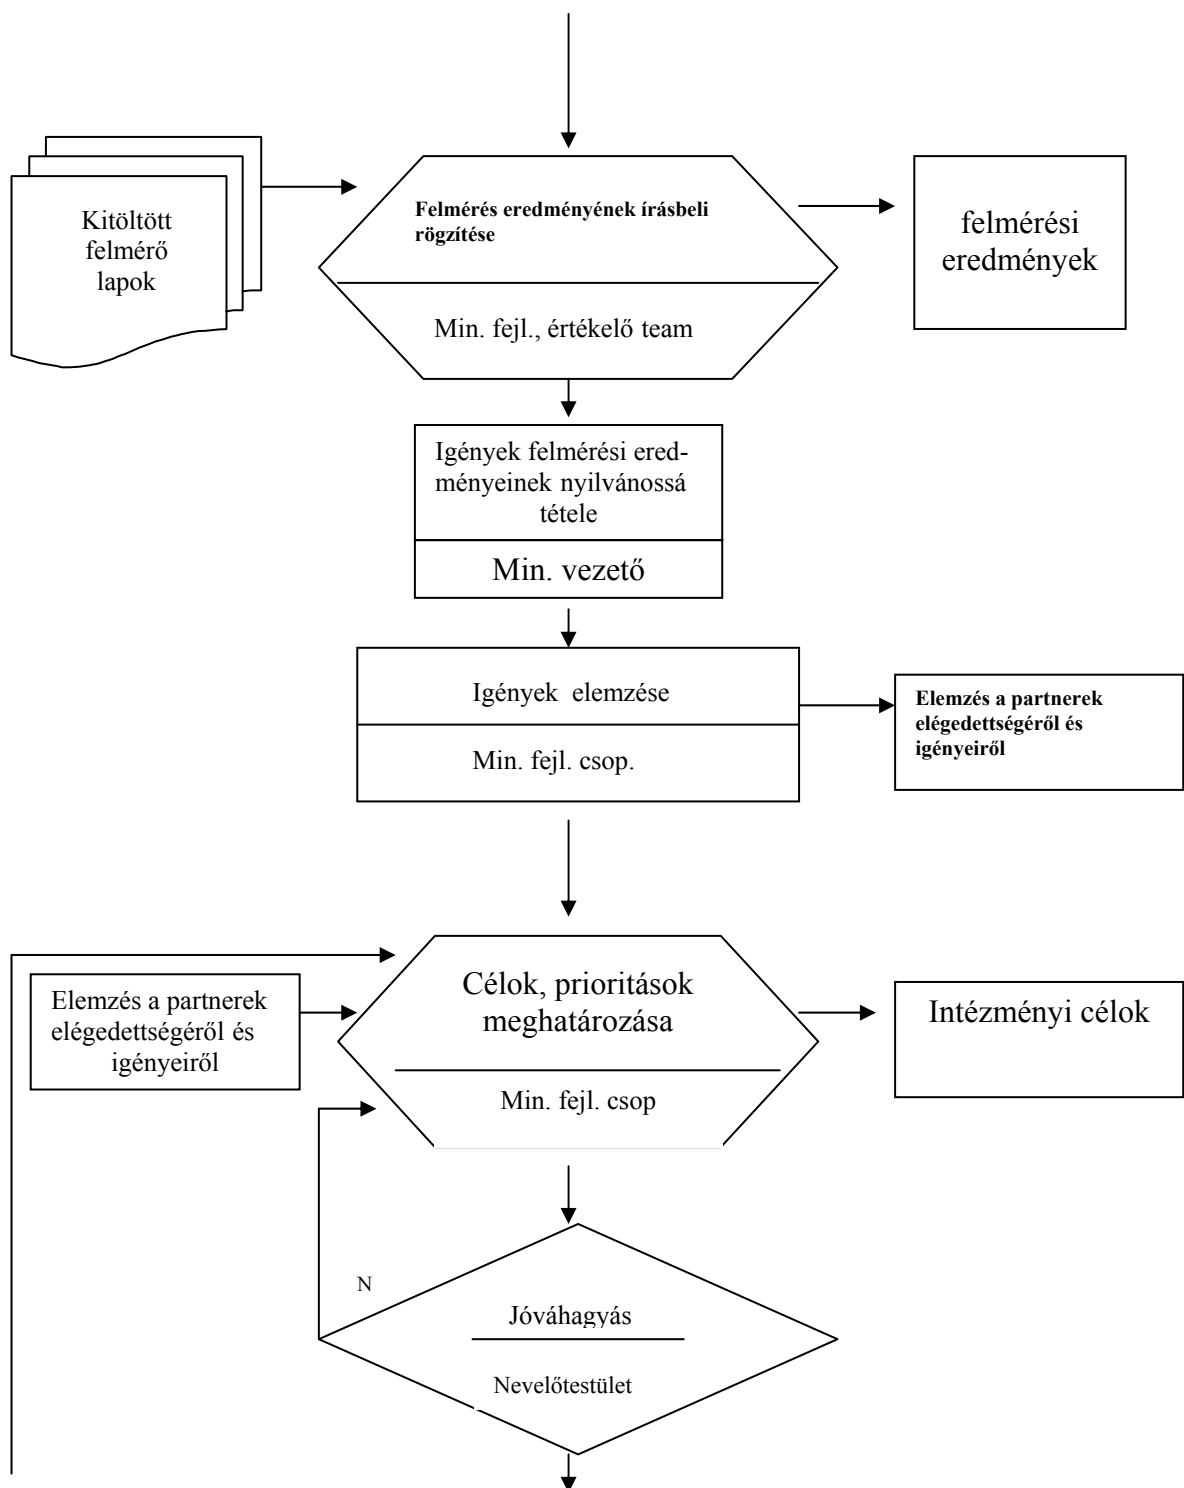 Kitöltött
felmérő
lapok
Felmérés eredményének írásbeli
rögzítése
Min. fejl., értékelő team
felmérési
eredmények
Igények felmérési ered-
ményeinek nyilvánossá
tétele
Min. vezető
Igények elemzése
Min. fejl. csop.
Elemzés a partnerek
elégedettségéről és
igényeiről
Elemzés a partnerek
elégedettségéről és
igényeiről
Célok, prioritások
meghatározása
Min. fejl. csop
Intézményi célok
N
Jóváhagyás
Nevelőtestület